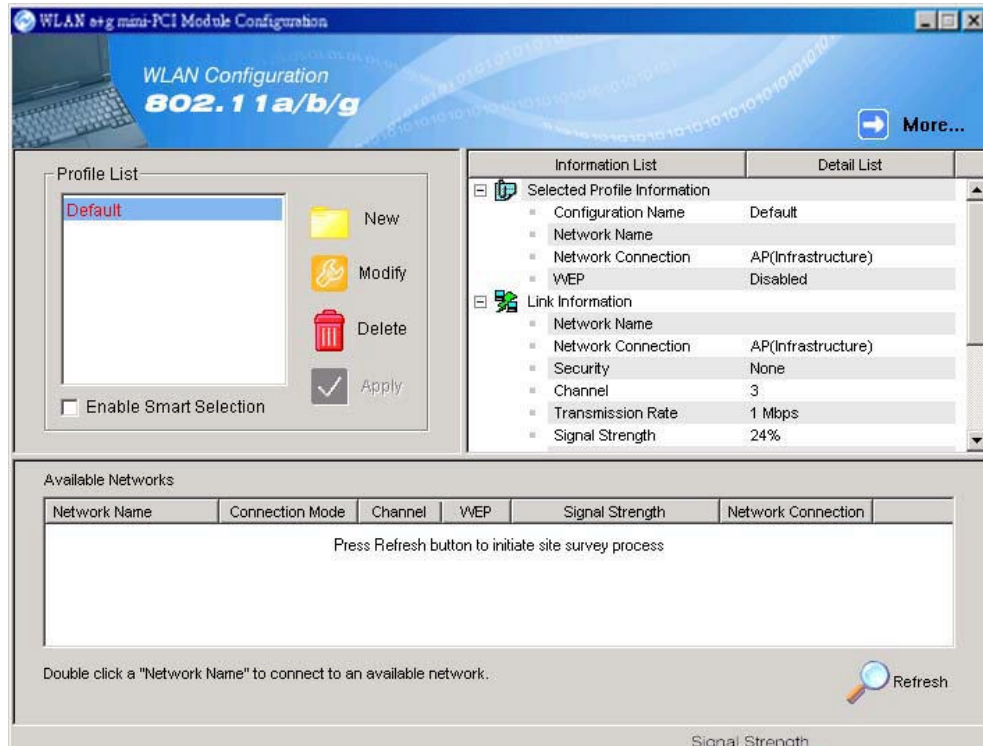 WLAN a+g mini-PCI Module Configuration
WLAN Configuration
802.11a/b/g
More...
Profile List
Default
New
Modify
Delete
Apply
Enable Smart Selection
Information List Detail List
Selected Profile Information
Configuration Name Default
Network Name
Network Connection AP(Infrastructure)
WEP Disabled
Link Information
Network Name
Network Connection AP(Infrastructure)
Security None
Channel 3
Transmission Rate 1 Mbps
Signal Strength 24%
Available Networks
Network Name Connection Mode Channel WEP Signal Strength Network Connection
Press Refresh button to initiate site survey process
Double click a "Network Name" to connect to an available network.
Refresh
Signal Strength